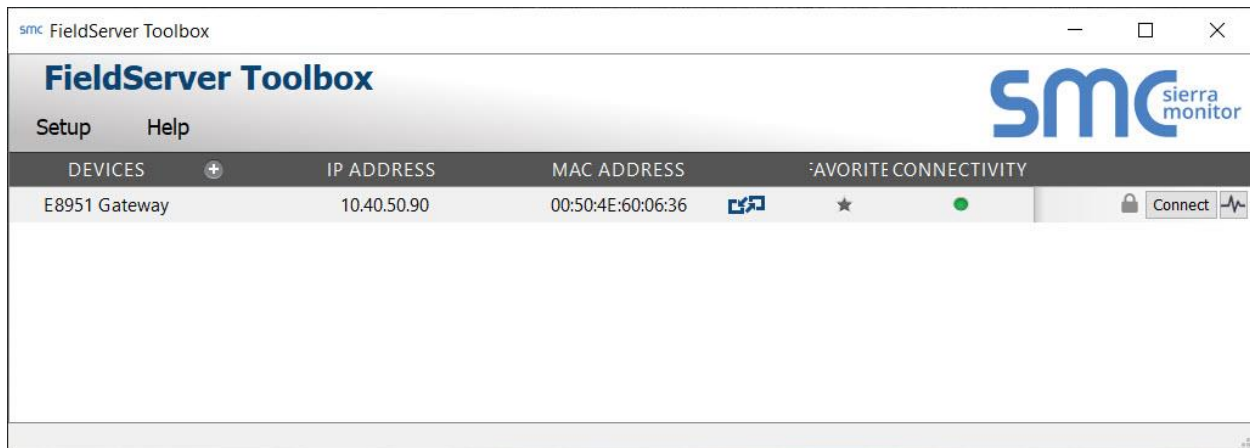 smc FieldServer Toolbox
FieldServer Toolbox
smc sierra monitor
Setup Help
DEVICES IP ADDRESS MAC ADDRESS FAVORITE CONNECTIVITY
E8951 Gateway 10.40.50.90 00:50:4E:60:06:36 Connect